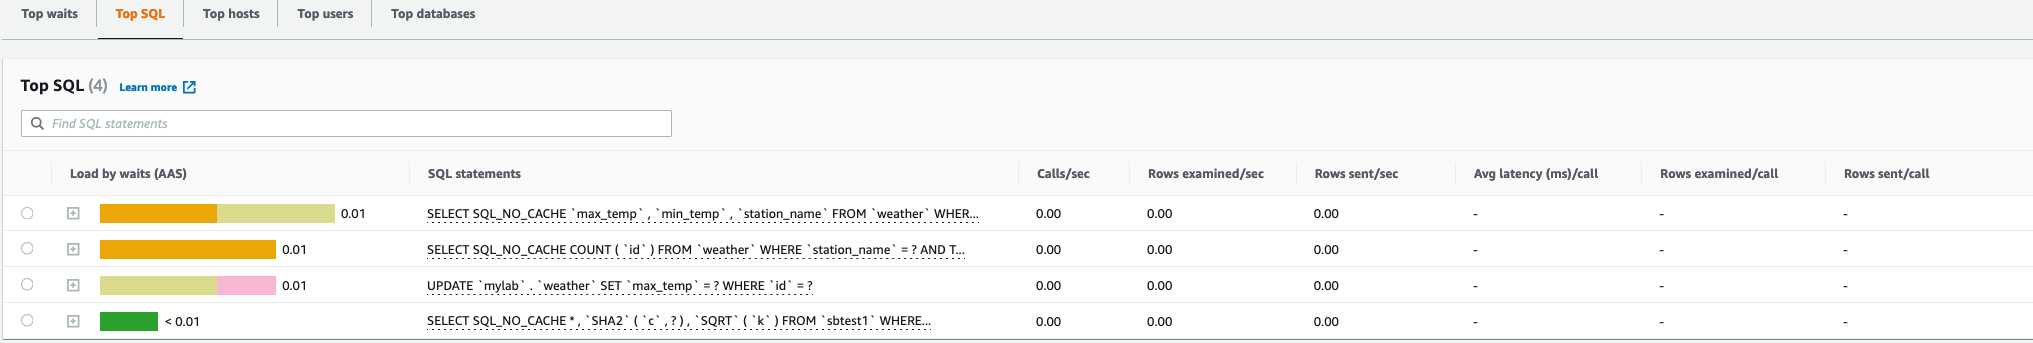 Top waits Top SQL Top hosts Top users Top databases
Top SQL (4) Learn more
Find SQL statements
Load by waits (AAS) SQL statements Calls/sec Rows examined/sec Rows sent/sec Avg latency (ms)/call Rows examined/call Rows sent/call
0.01 SELECT SQL_NO_CACHE `max_temp` , `min_temp` , `station_name` FROM `weather` WHER... 0.00 0.00 0.00 - - -
0.01 SELECT SQL_NO_CACHE COUNT ( `id` ) FROM `weather` WHERE `station_name` = ? AND T... 0.00 0.00 0.00 - - -
0.01 UPDATE `mylab` . `weather` SET `max_temp` = ? WHERE `id` = ? 0.00 0.00 0.00 - - -
< 0.01 SELECT SQL_NO_CACHE * , `SHA2` ( `c` , ? ) , `SQRT` ( `k` ) FROM `sbtest1` WHERE... 0.00 0.00 0.00 - - -